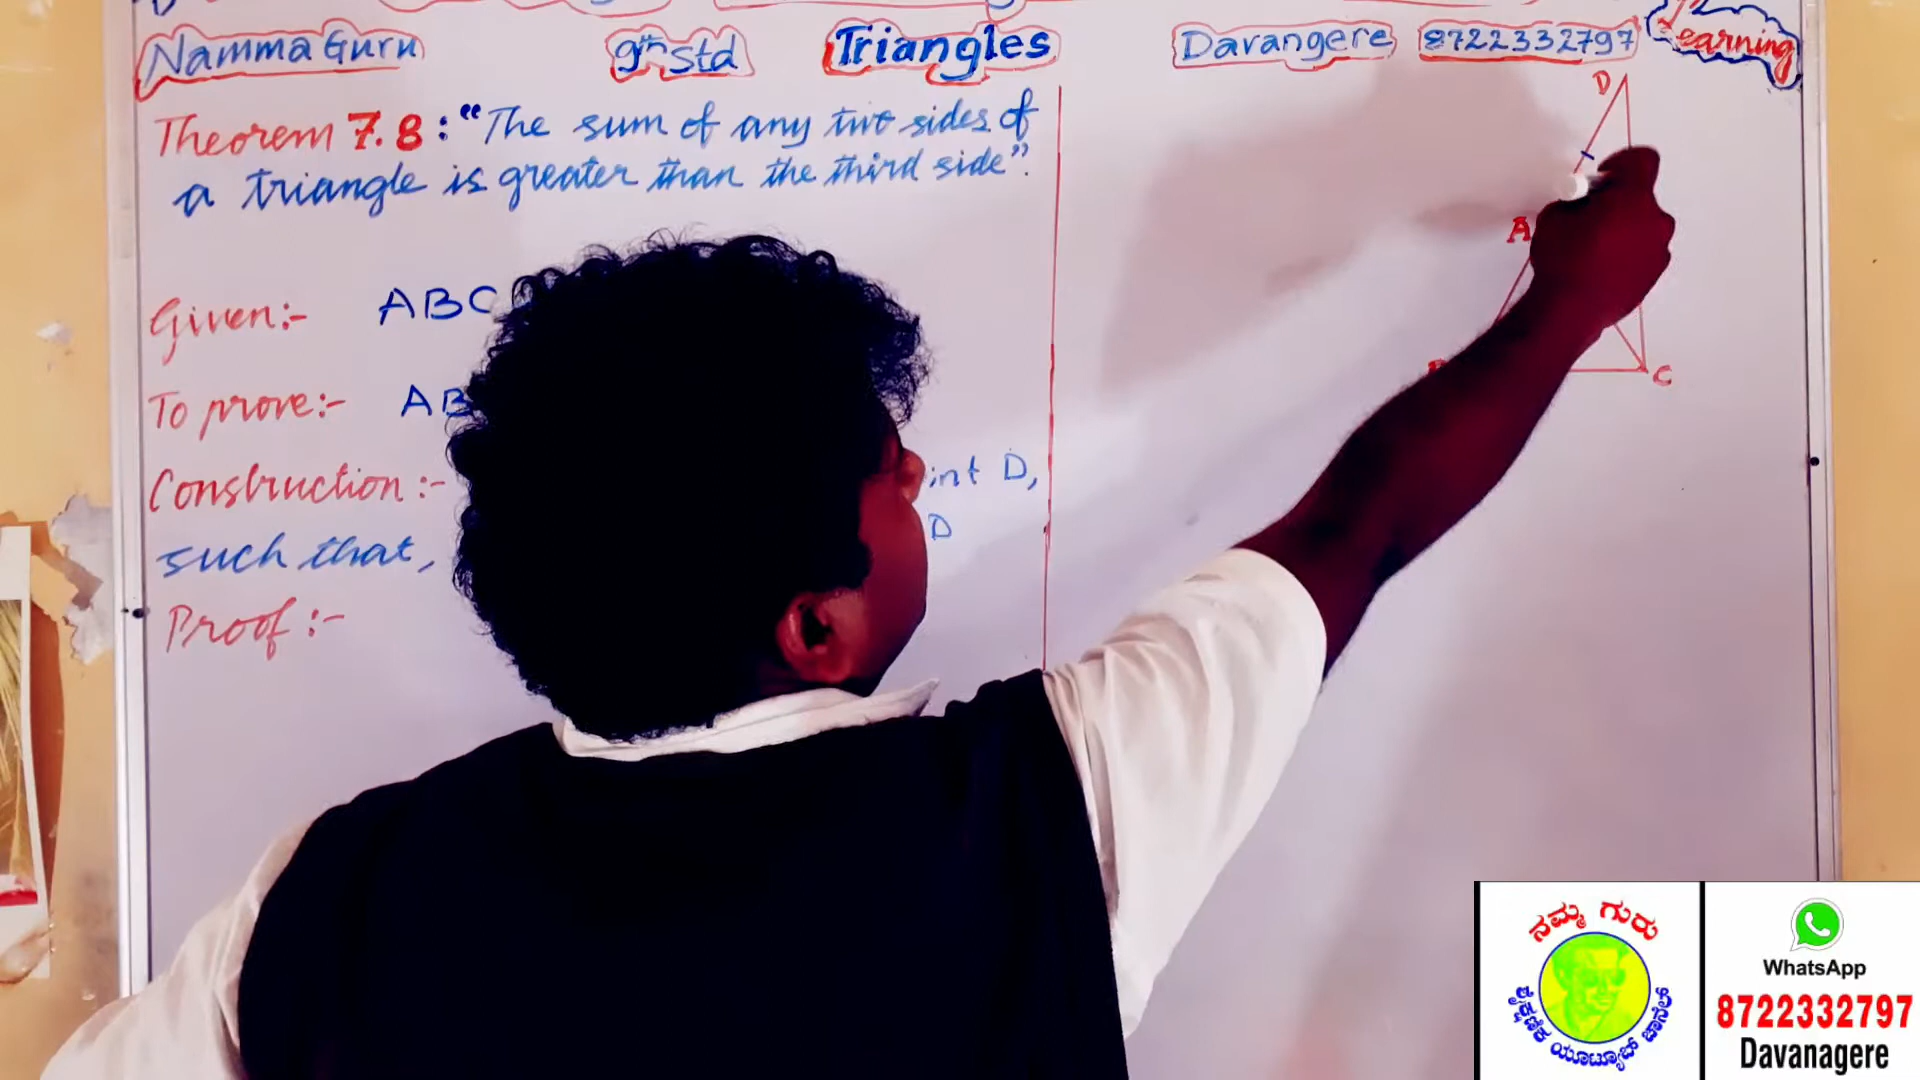 Namma Guru 9th Std Triangles Davangere 8722332797 Learning
Theorem 7.8 : "The sum of any two sides of
a triangle is greater than the third side".
Given:- ABC
To prove:- AB
Construction :- int D,
such that, D
Proof :-
D
A
C
ನಮ್ಮ ಗುರು
ಶೈಕ್ಷಣಿಕ ಯೂಟ್ಯೂಬ್ ಚಾನೆಲ್
WhatsApp
8722332797
Davanagere